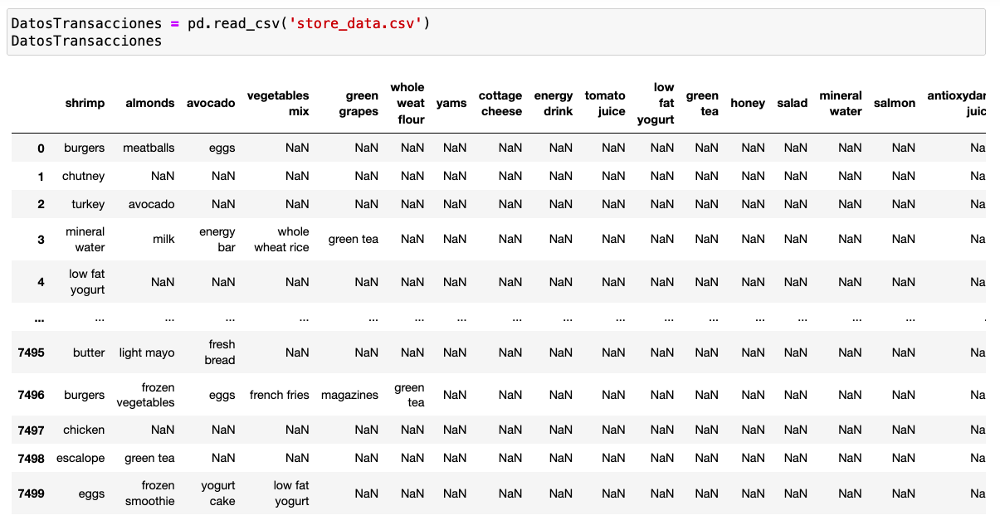 DatosTransacciones = pd.read_csv('store_data.csv')
DatosTransacciones
shrimp almonds avocado vegetables mix green grapes whole weat flour yams cottage cheese energy drink tomato juice low fat yogurt green tea honey salad mineral water salmon antioxydan juic
0 burgers meatballs eggs NaN NaN NaN NaN NaN NaN NaN NaN NaN NaN NaN NaN NaN Na
1 chutney NaN NaN NaN NaN NaN NaN NaN NaN NaN NaN NaN NaN NaN NaN NaN Na
2 turkey avocado NaN NaN NaN NaN NaN NaN NaN NaN NaN NaN NaN NaN NaN NaN Na
3 mineral water milk energy bar whole wheat rice green tea NaN NaN NaN NaN NaN NaN NaN NaN NaN NaN NaN Na
4 low fat yogurt NaN NaN NaN NaN NaN NaN NaN NaN NaN NaN NaN NaN NaN NaN NaN Na
... ... ... ... ... ... ... ... ... ... ... ... ... ... ... ... ... .
7495 butter light mayo fresh bread NaN NaN NaN NaN NaN NaN NaN NaN NaN NaN NaN NaN NaN Na
7496 burgers frozen vegetables eggs french fries magazines green tea NaN NaN NaN NaN NaN NaN NaN NaN NaN NaN Na
7497 chicken NaN NaN NaN NaN NaN NaN NaN NaN NaN NaN NaN NaN NaN NaN NaN Na
7498 escalope green tea NaN NaN NaN NaN NaN NaN NaN NaN NaN NaN NaN NaN NaN NaN Na
7499 eggs frozen smoothie yogurt cake low fat yogurt NaN NaN NaN NaN NaN NaN NaN NaN NaN NaN NaN NaN Na